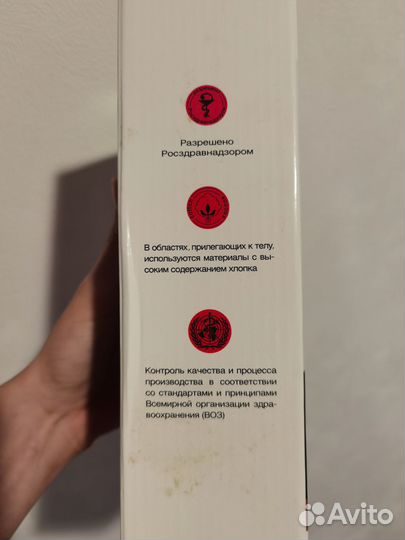 Разрешено
Росздравнадзором
В областях, прилегающих к телу,
используются материалы с вы-
соким содержанием хлопка
Контроль качества и процесса
производства в соответствии
со стандартами и принципами
Всемирной организации здра-
воохранения (ВОЗ)
Avito